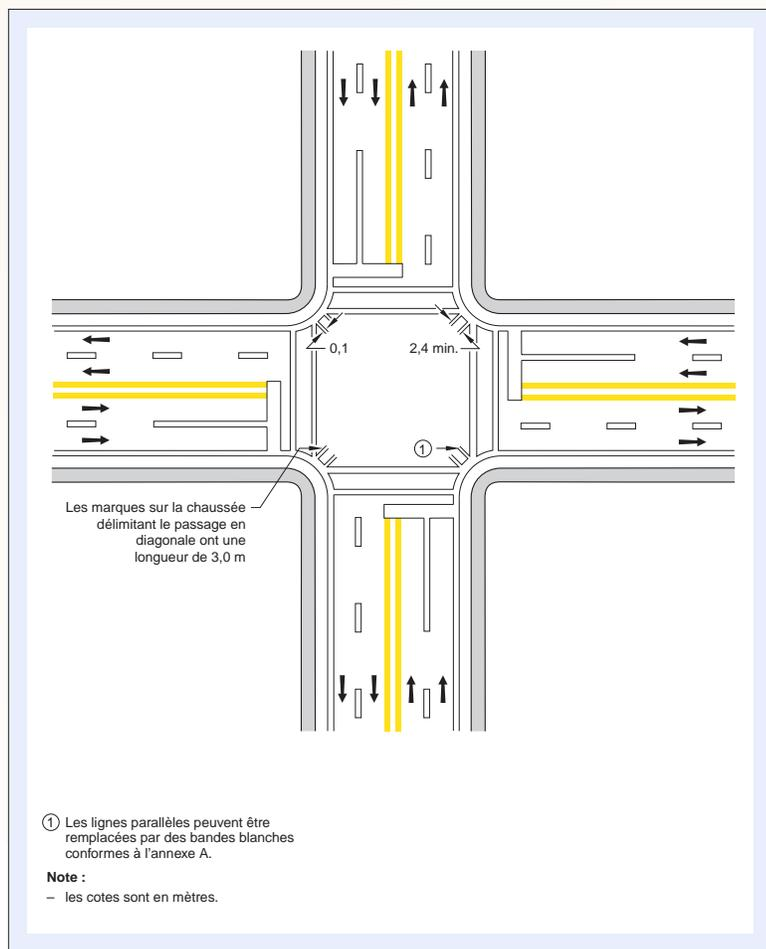 0,1
2,4 min.
①
Les marques sur la chaussée
délimitant le passage en
diagonale ont une
longueur de 3,0 m
① Les lignes parallèles peuvent être
remplacées par des bandes blanches
conformes à l’annexe A.
Note :
– les cotes sont en mètres.